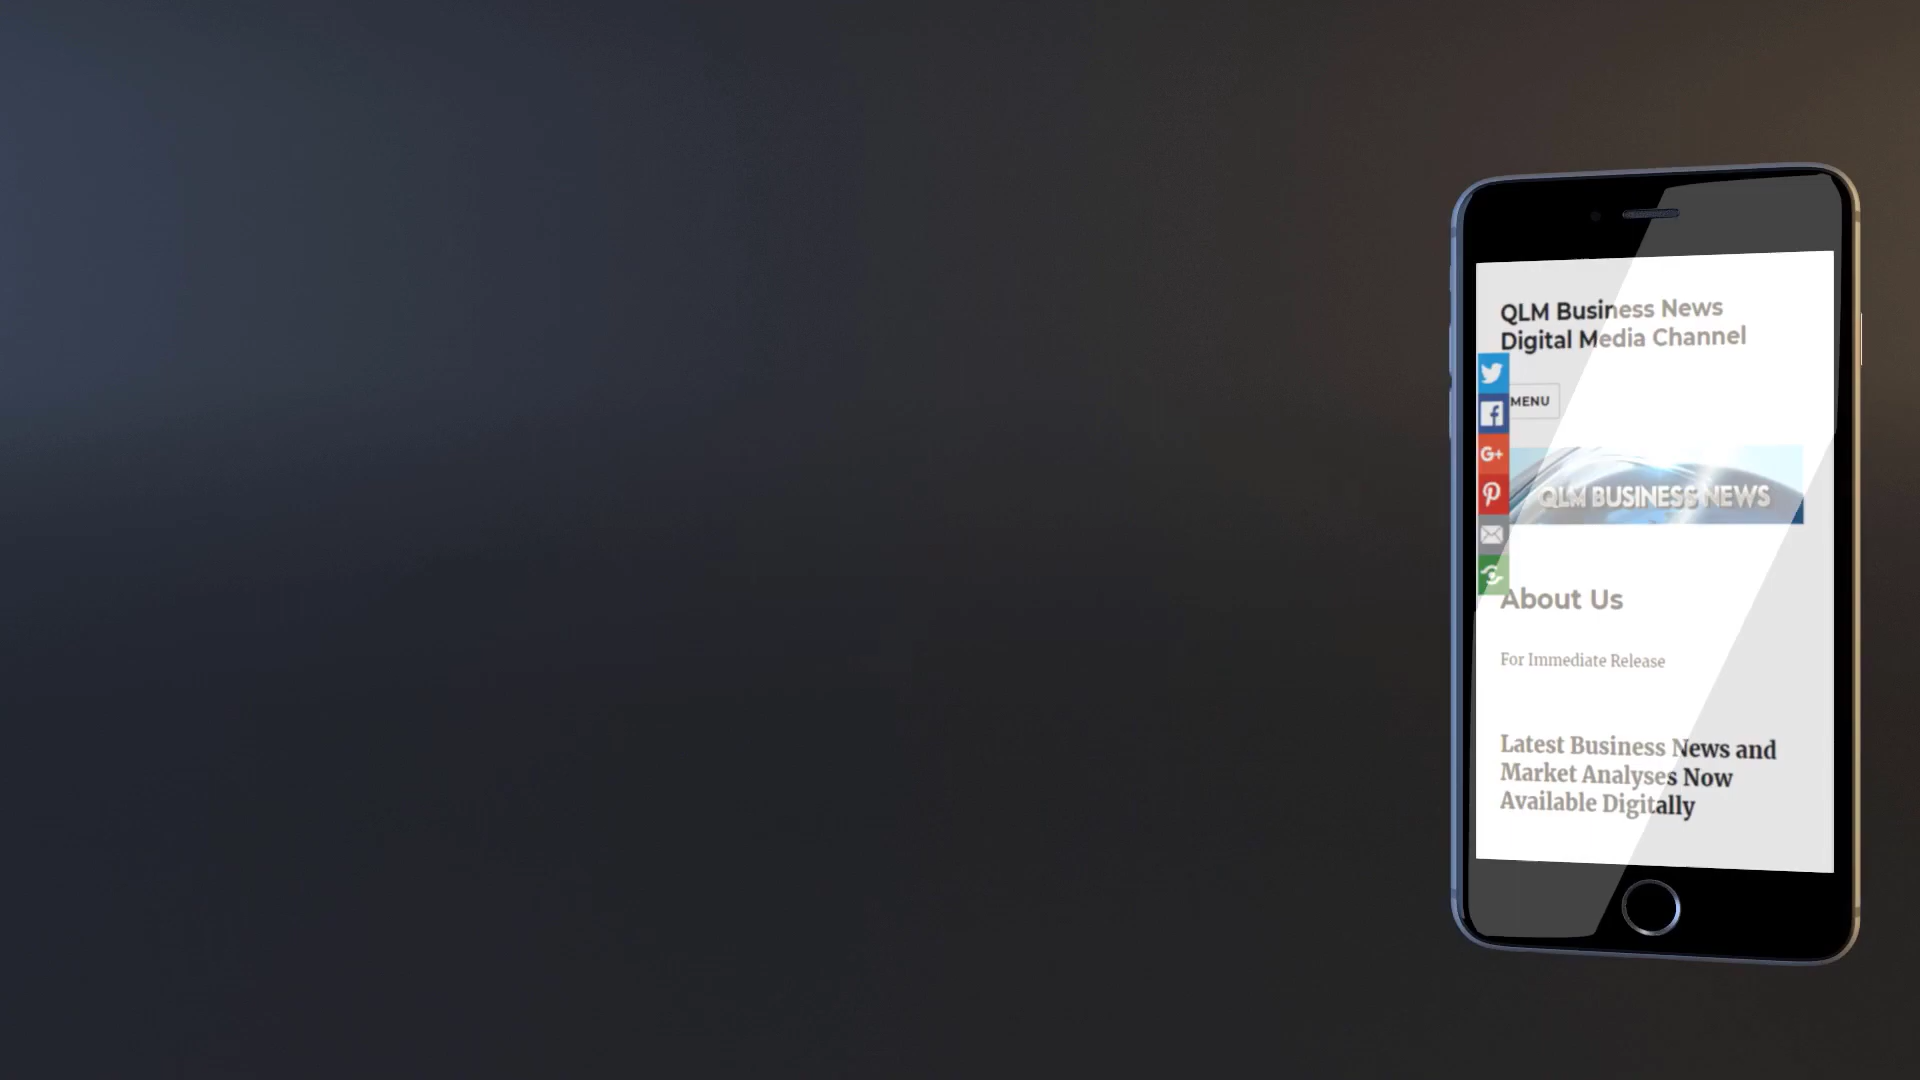 QLM Business News
Digital Media Channel
MENU
G+
QLM BUSINESS NEWS
About Us
For Immediate Release
Latest Business News and
Market Analyses Now
Available Digitally